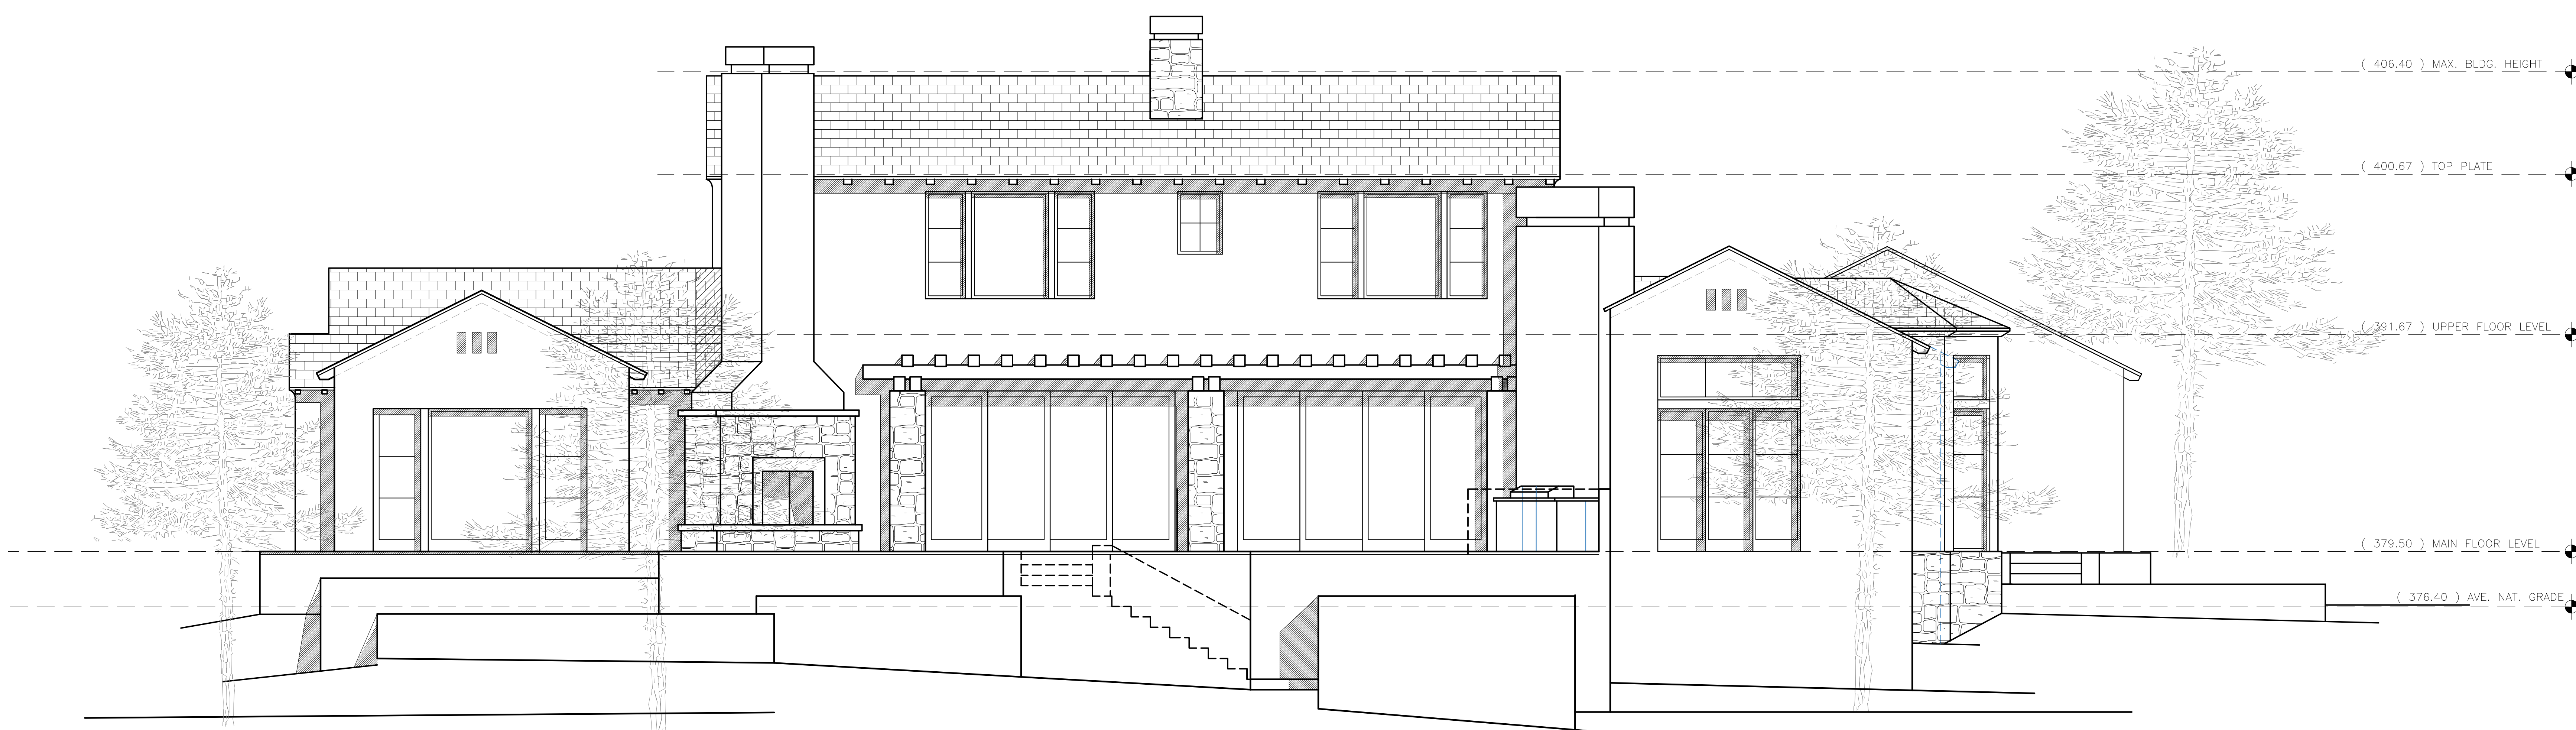 ( 406.40 ) MAX. BLDG. HEIGHT
( 400.67 ) TOP PLATE
( 391.67 ) UPPER FLOOR LEVEL
( 379.50 ) MAIN FLOOR LEVEL
( 376.40 ) AVE. NAT. GRADE